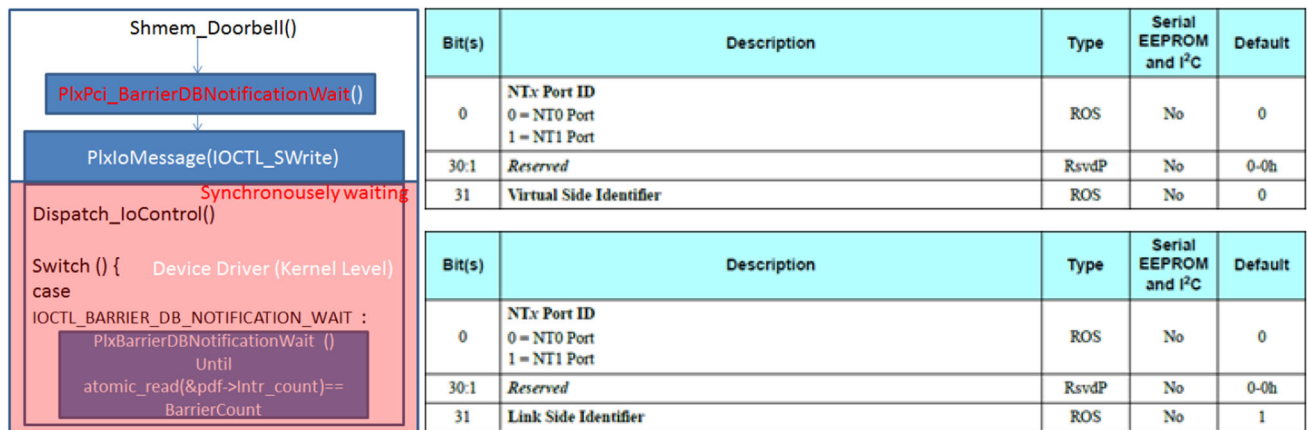 Shmem_Doorbell()
PlxPci_BarrierDBNotificationWait()
PlxIoMessage(IOCTL_SWrite)
Synchronousely waiting
Dispatch_IoControl()
Switch () {
Device Driver (Kernel Level)
case
IOCTL_BARRIER_DB_NOTIFICATION_WAIT :
PlxBarrierDBNotificationWait ()
Until
atomic_read(&pdf->Intr_count)==
BarrierCount
Bit(s) Description Type Serial EEPROM and I²C Default
0 NTx Port ID ROS No 0
0 = NT0 Port
1 = NT1 Port
30:1 Reserved RsvdP No 0-0h
31 Virtual Side Identifier ROS No 0
Bit(s) Description Type Serial EEPROM and I²C Default
0 NTx Port ID ROS No 0
0 = NT0 Port
1 = NT1 Port
30:1 Reserved RsvdP No 0-0h
31 Link Side Identifier ROS No 1